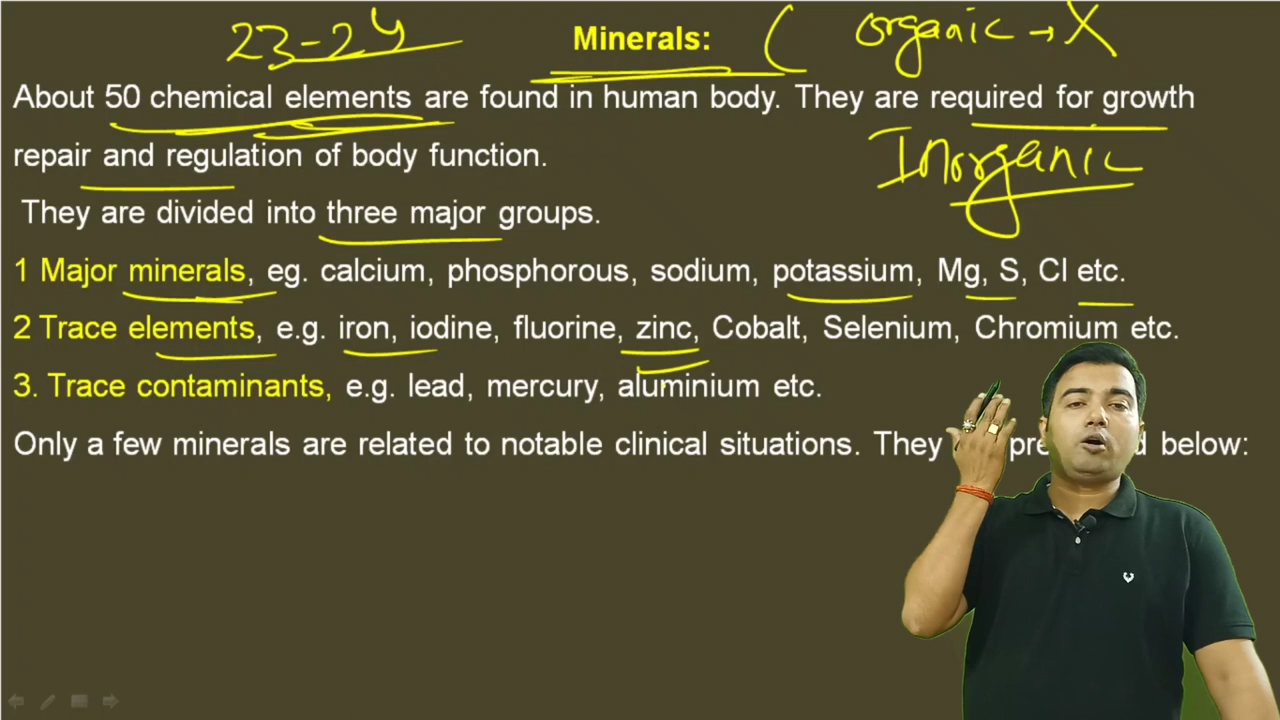 23-24 Minerals: ( organic → X
About 50 chemical elements are found in human body. They are required for growth
Inorganic
repair and regulation of body function.
They are divided into three major groups.
1 Major minerals, eg. calcium, phosphorous, sodium, potassium, Mg, S, Cl etc.
2 Trace elements, e.g. iron, iodine, fluorine, zinc, Cobalt, Selenium, Chromium etc.
3. Trace contaminants, e.g. lead, mercury, aluminium etc.
Only a few minerals are related to notable clinical situations. They below: